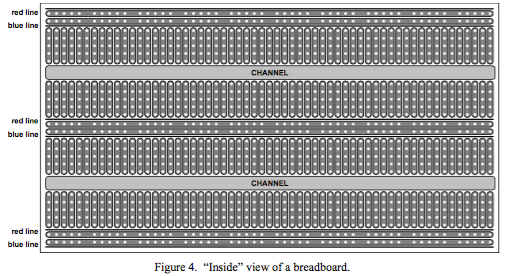 red line
blue line
CHANNEL
red line
blue line
CHANNEL
red line
blue line
Figure 4. “Inside” view of a breadboard.